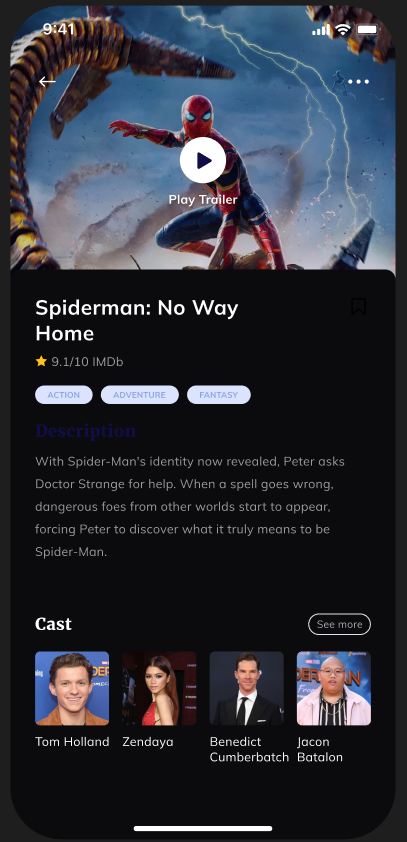 9:41
Play Trailer
Spiderman: No Way
Home
9.1/10 IMDb
ACTION ADVENTURE FANTASY
Description
With Spider-Man's identity now revealed, Peter asks
Doctor Strange for help. When a spell goes wrong,
dangerous foes from other worlds start to appear,
forcing Peter to discover what it truly means to be
Spider-Man.
Cast
See more
Tom Holland
Zendaya
Benedict
Cumberbatch
Jacon
Batalon